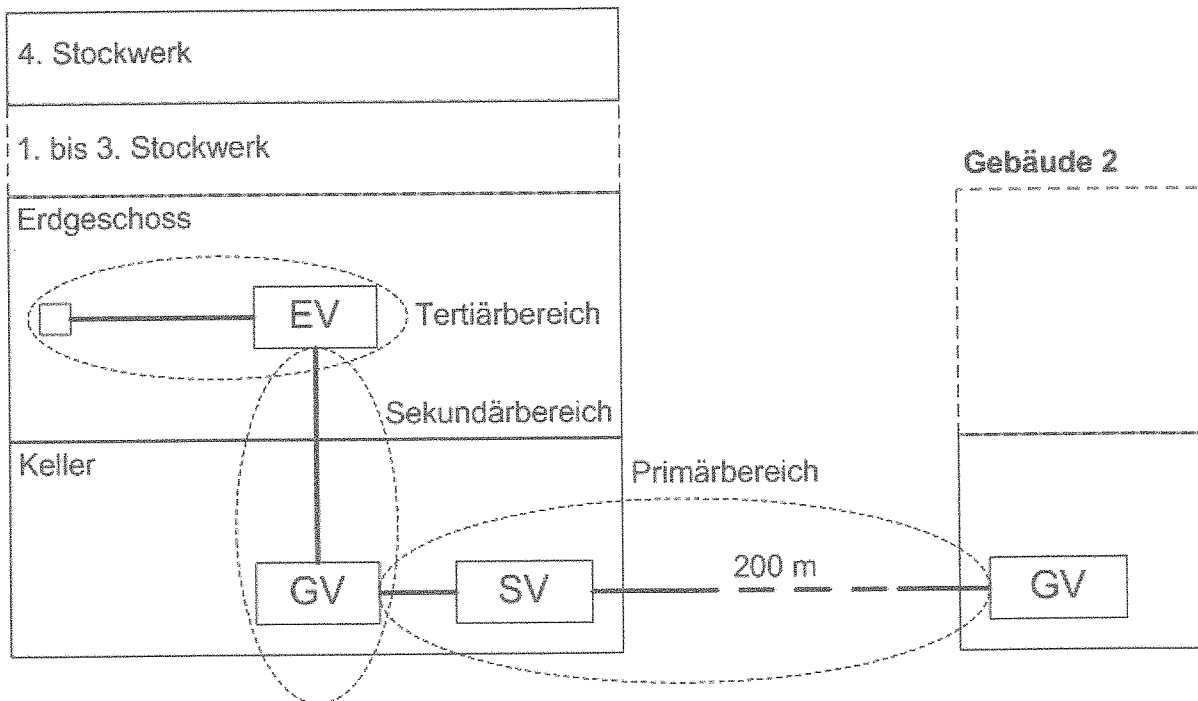 4. Stockwerk
1. bis 3. Stockwerk
Gebäude 2
Erdgeschoss
EV
Tertiärbereich
Sekundärbereich
Keller
Primärbereich
GV
SV
200 m
GV